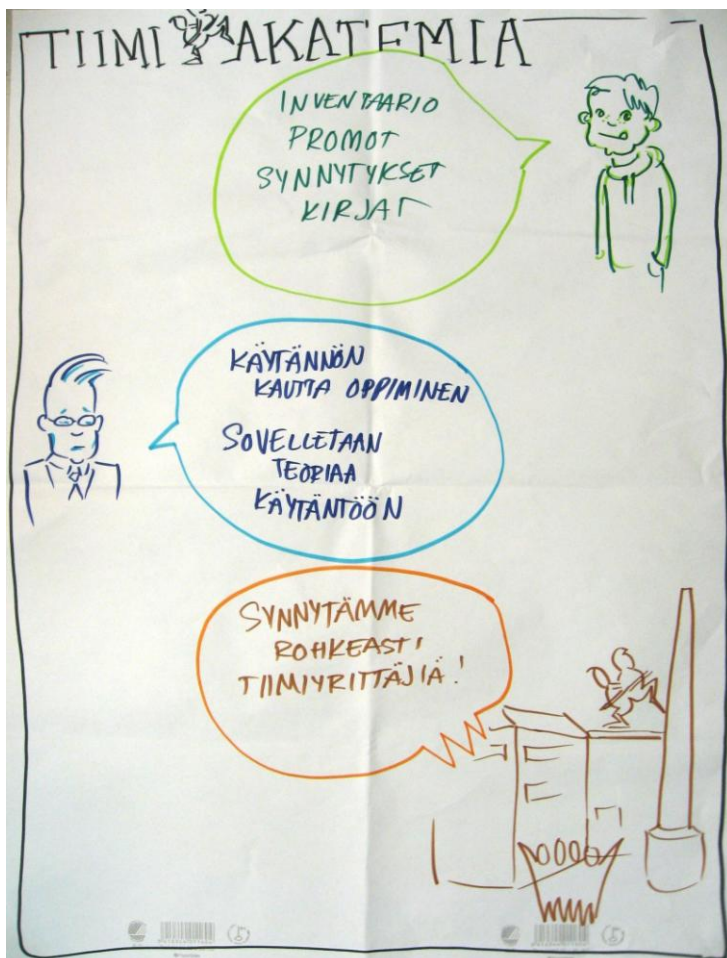 TIIMI AKATEMIA
INVENTAARIO
PROMOT
SYNNYTYKSET
KIRJAT
KÄYTÄNNÖN
KAUTTA OPPIMINEN
SOVELLETAAN
TEORIAA
KÄYTÄNTÖÖN
SYNNYTÄMME
ROHKEASTI
TIIMIYRITTÄJIÄ!